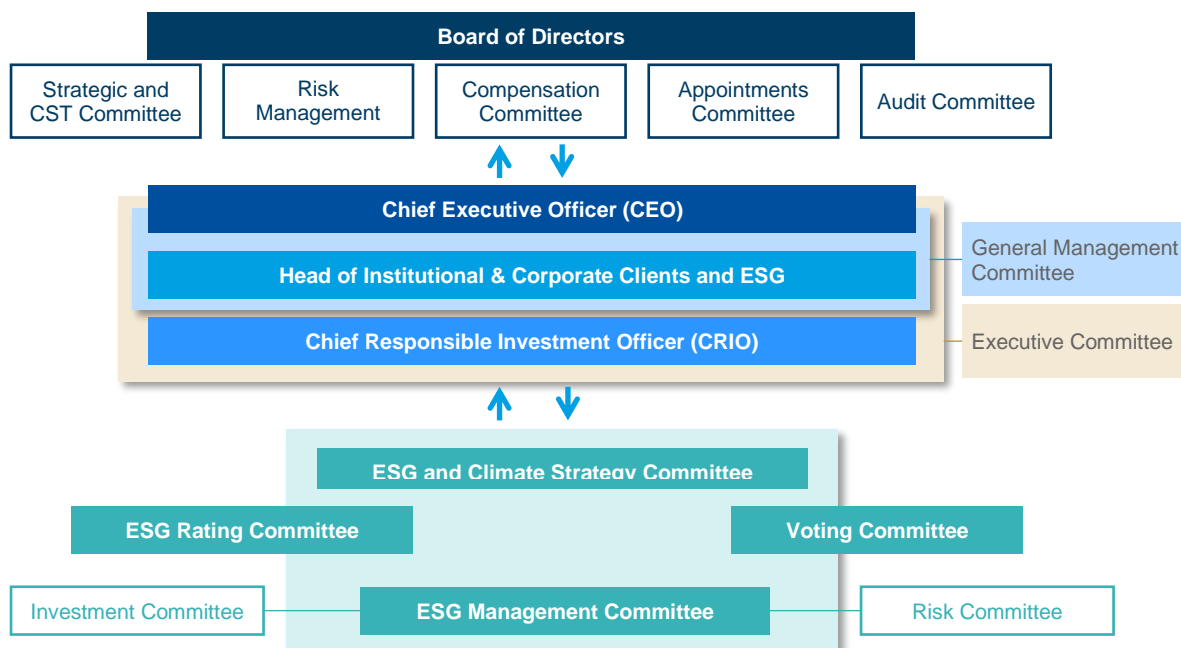 Board of Directors
Strategic and
CST Committee
Risk
Management
Compensation
Committee
Appointments
Committee
Audit Committee
Chief Executive Officer (CEO)
Head of Institutional & Corporate Clients and ESG
General Management
Committee
Chief Responsible Investment Officer (CRIO)
Executive Committee
ESG and Climate Strategy Committee
ESG Rating Committee
Voting Committee
Investment Committee
ESG Management Committee
Risk Committee